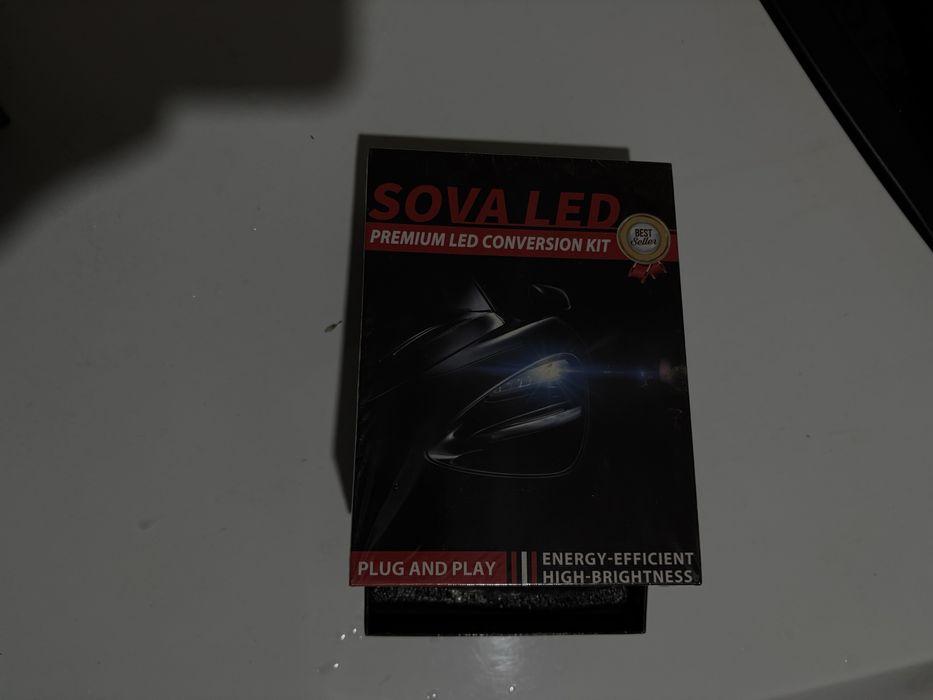 SOVA LED
PREMIUM LED CONVERSION KIT
BEST
Seller
PLUG AND PLAY
ENERGY-EFFICIENT
HIGH-BRIGHTNESS